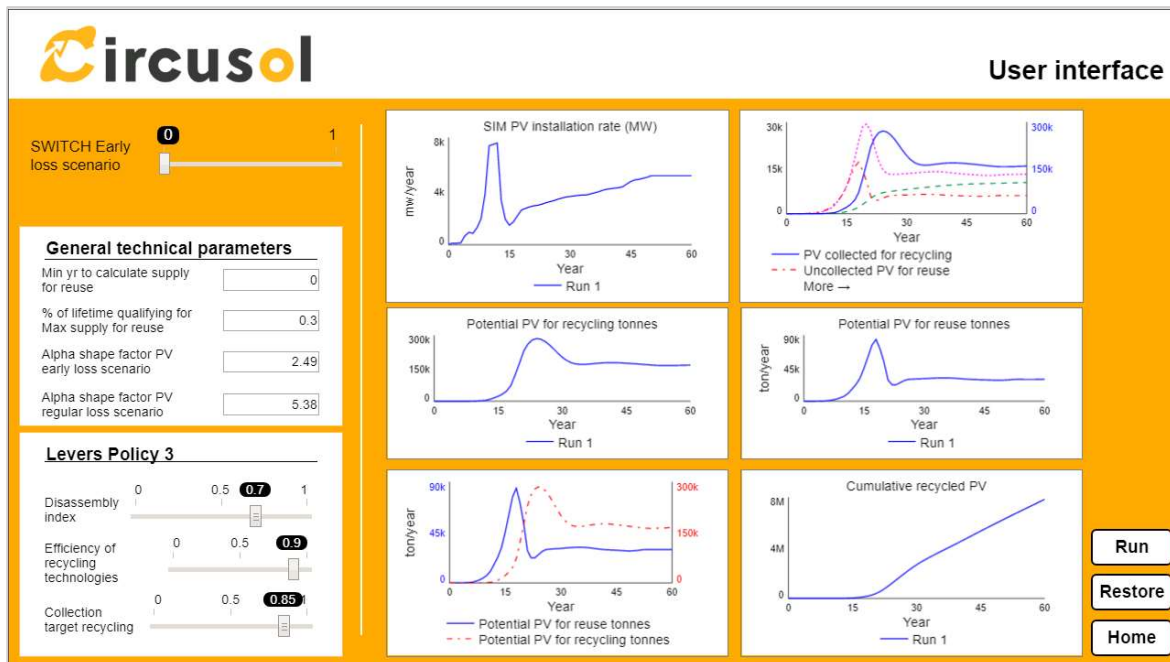 Circusol
User interface
SWITCH Early
loss scenario
0
1
General technical parameters
Min yr to calculate supply
for reuse
0
% of lifetime qualifying for
Max supply for reuse
0.3
Alpha shape factor PV
early loss scenario
2.49
Alpha shape factor PV
regular loss scenario
5.38
Levers Policy 3
0 0.5 0.7 1
Disassembly
index
0 0.5 0.9
Efficiency of
recycling
technologies
0 0.5 0.85
Collection
target recycling
SIM PV installation rate (MW)
8k
4k
0
mw/year
0 15 30 45 60
Year
Run 1
30k
15k
0
300k
150k
0
0 15 30 45 60
Year
PV collected for recycling
Uncollected PV for reuse
More →
Potential PV for recycling tonnes
300k
150k
0
0 15 30 45 60
Year
Run 1
Potential PV for reuse tonnes
90k
45k
0
ton/year
0 15 30 45 60
Year
Run 1
90k
45k
0
ton/year
300k
150k
0
0 15 30 45 60
Year
Potential PV for reuse tonnes
Potential PV for recycling tonnes
Cumulative recycled PV
8M
4M
0
0 15 30 45 60
Year
Run 1
Run
Restore
Home